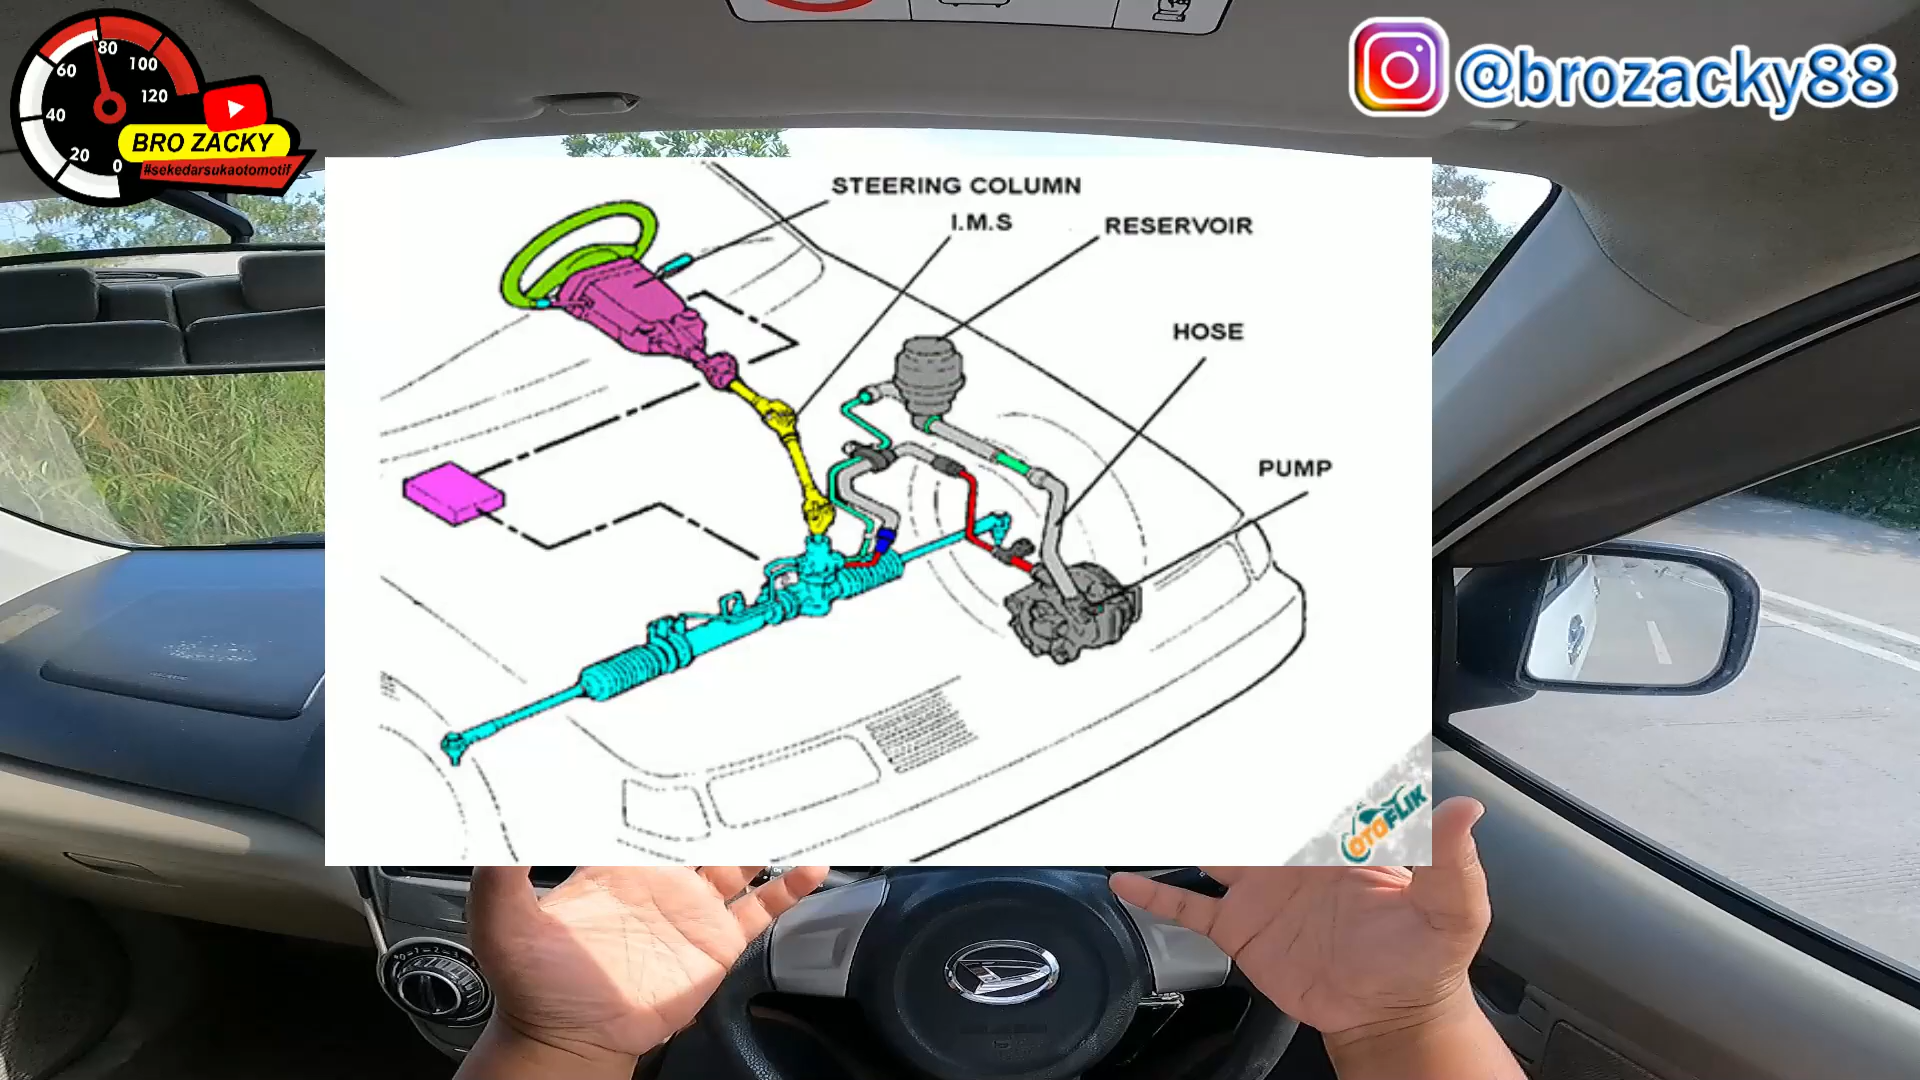 80
60
100
120
40
20
0
BRO ZACKY
#sekedarsukaotomotif
@brozacky88
STEERING COLUMN
I.M.S
RESERVOIR
HOSE
PUMP
OTOFLIK